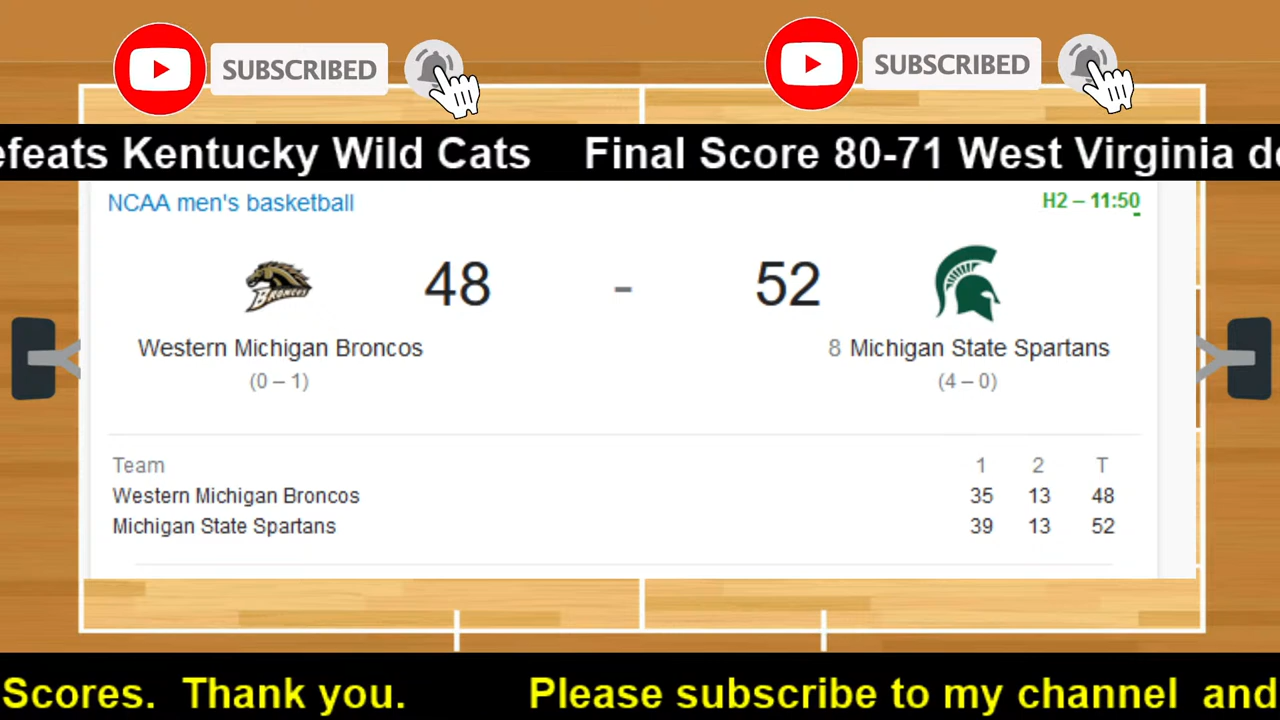 SUBSCRIBED SUBSCRIBED
efeats Kentucky Wild Cats Final Score 80-71 West Virginia de
NCAA men's basketball H2 – 11:50
BRONCOS 48 - 52
Western Michigan Broncos 8 Michigan State Spartans
(0 – 1) (4 – 0)
Team 1 2 T
Western Michigan Broncos 35 13 48
Michigan State Spartans 39 13 52
Scores. Thank you. Please subscribe to my channel and